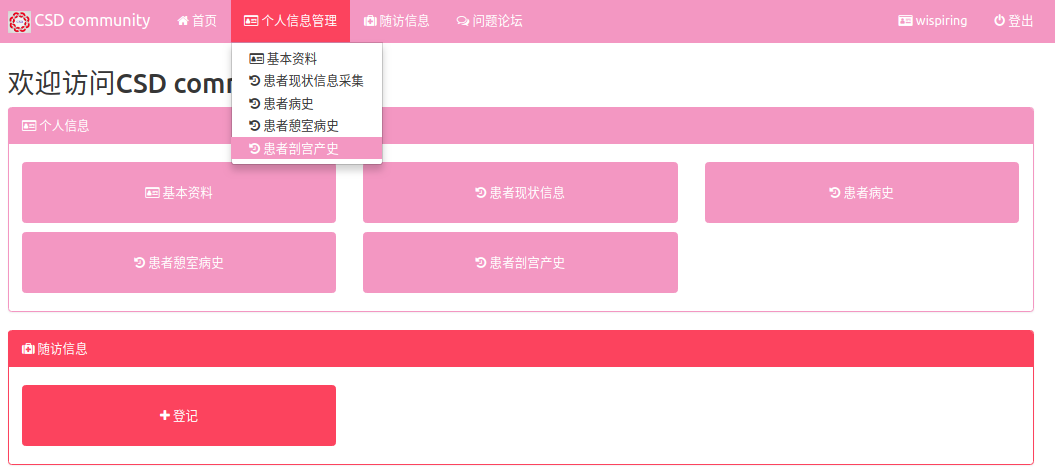 CSD community 首页 个人信息管理 随访信息 问题论坛 wispiring 登出
基本资料
患者现状信息采集
患者病史
患者憩室病史
患者剖宫产史
欢迎访问CSD com
个人信息
基本资料 患者现状信息 患者病史
患者憩室病史 患者剖宫产史
随访信息
登记